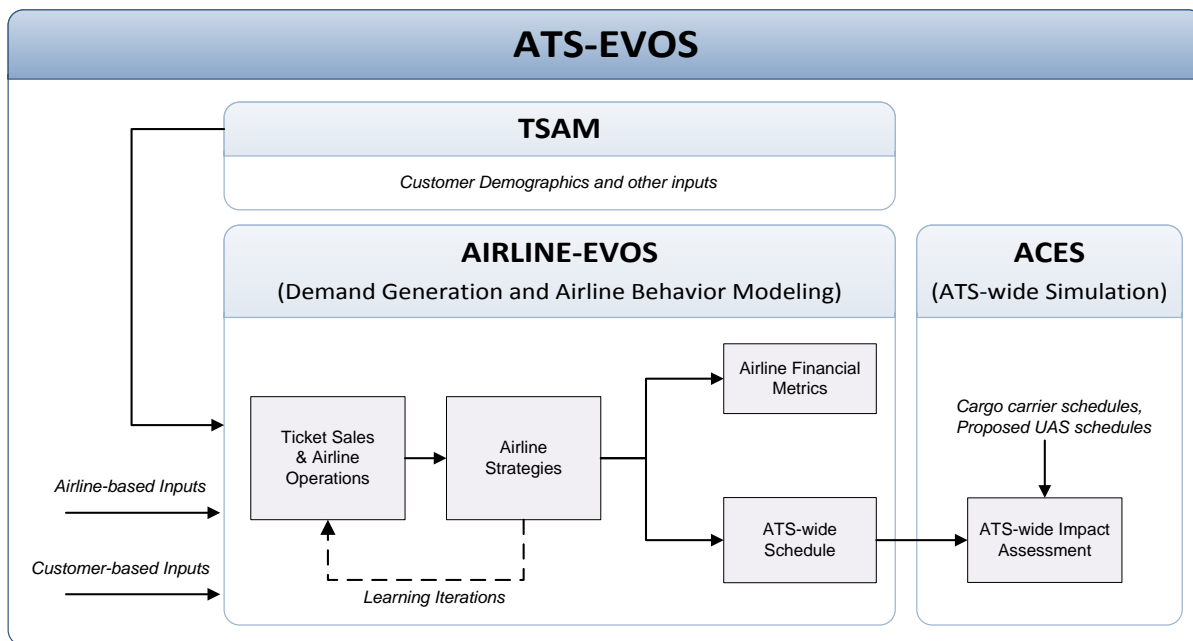 ATS-EVOS
TSAM
Customer Demographics and other inputs
AIRLINE-EVOS
(Demand Generation and Airline Behavior Modeling)
ACES
(ATS-wide Simulation)
Airline Financial
Metrics
Cargo carrier schedules,
Proposed UAS schedules
Ticket Sales
& Airline
Operations
Airline
Strategies
Airline-based Inputs
ATS-wide
Schedule
ATS-wide Impact
Assessment
Customer-based Inputs
Learning Iterations